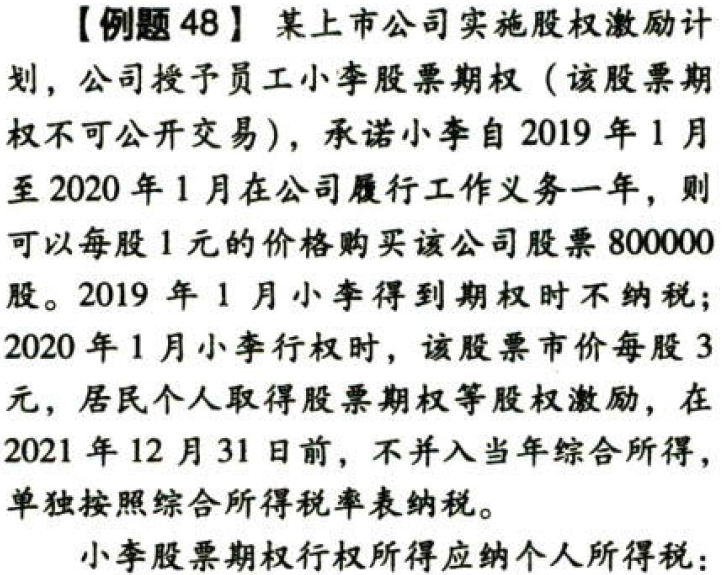 【例题 48】 某上市公司实施股权激励计
划，公司授予员工小李股票期权（该股票期
权不可公开交易），承诺小李自 2019 年 1 月
至 2020 年 1 月在公司履行工作义务一年，则
可以每股 1 元的价格购买该公司股票 800000
股。2019 年 1 月小李得到期权时不纳税；
2020 年 1 月小李行权时，该股票市价每股 3
元，居民个人取得股票期权等股权激励，在
2021 年 12 月 31 日前，不并入当年综合所得，
单独按照综合所得税率表纳税。
小李股票期权行权所得应纳个人所得税：